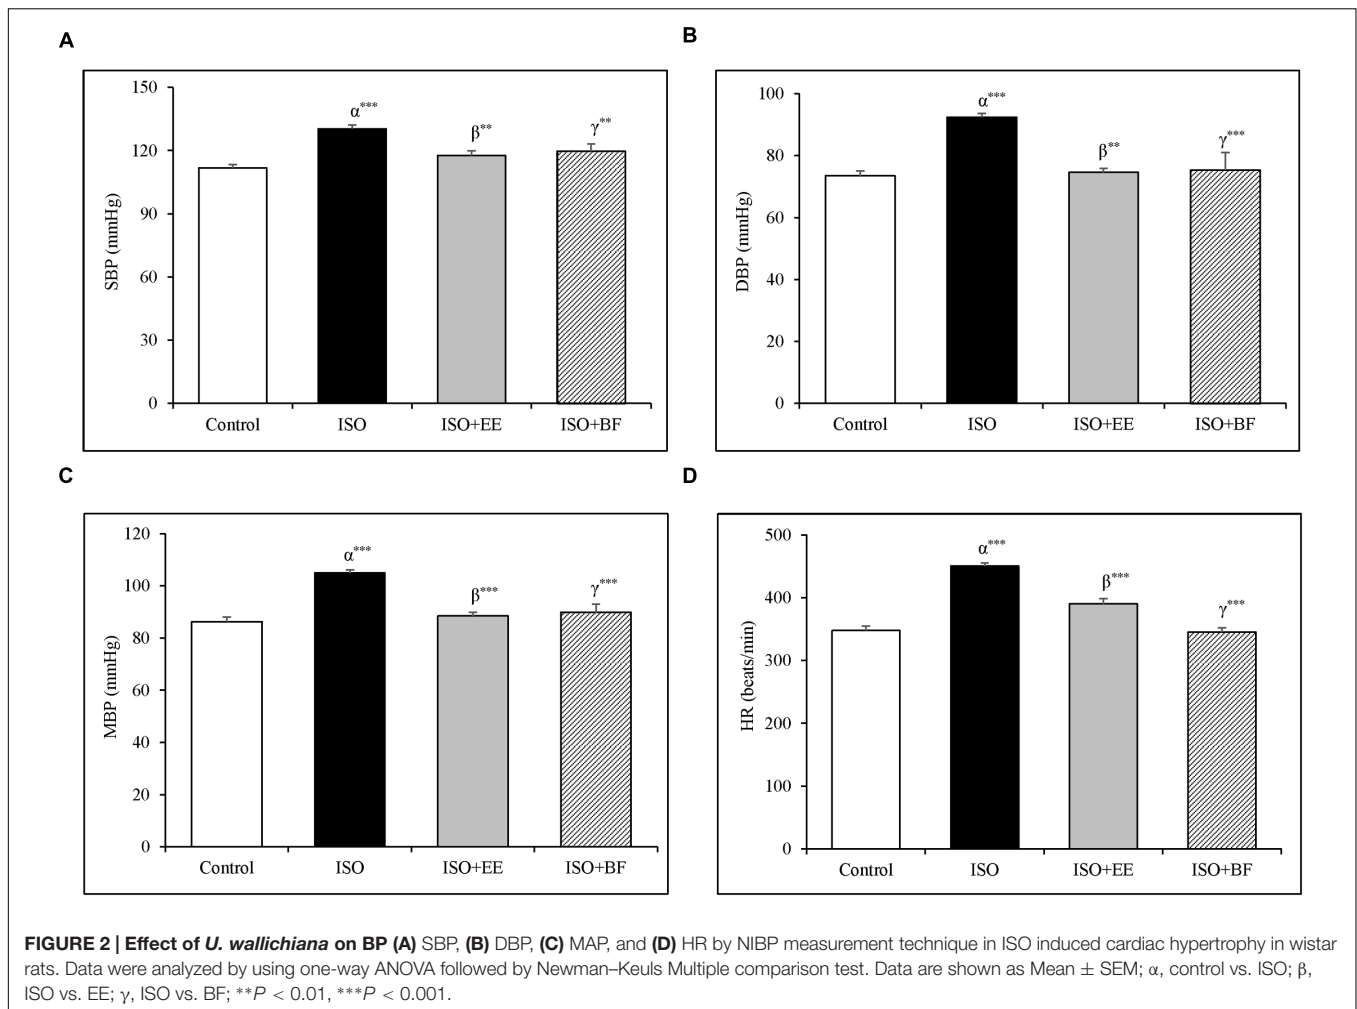 A
150
120
90
60
30
0
SBP (mmHg)
α***
β**
γ**
Control ISO ISO+EE ISO+BF
B
100
80
60
40
20
0
DBP (mmHg)
α***
β**
γ***
Control ISO ISO+EE ISO+BF
C
120
100
80
60
40
20
0
MBP (mmHg)
α***
β***
γ***
Control ISO ISO+EE ISO+BF
D
500
400
300
200
100
0
HR (beats/min)
α***
β***
γ***
Control ISO ISO+EE ISO+BF
FIGURE 2 | Effect of U. wallichiana on BP (A) SBP, (B) DBP, (C) MAP, and (D) HR by NIBP measurement technique in ISO induced cardiac hypertrophy in wistar
rats. Data were analyzed by using one-way ANOVA followed by Newman–Keuls Multiple comparison test. Data are shown as Mean ± SEM; α, control vs. ISO; β,
ISO vs. EE; γ, ISO vs. BF; **P < 0.01, ***P < 0.001.